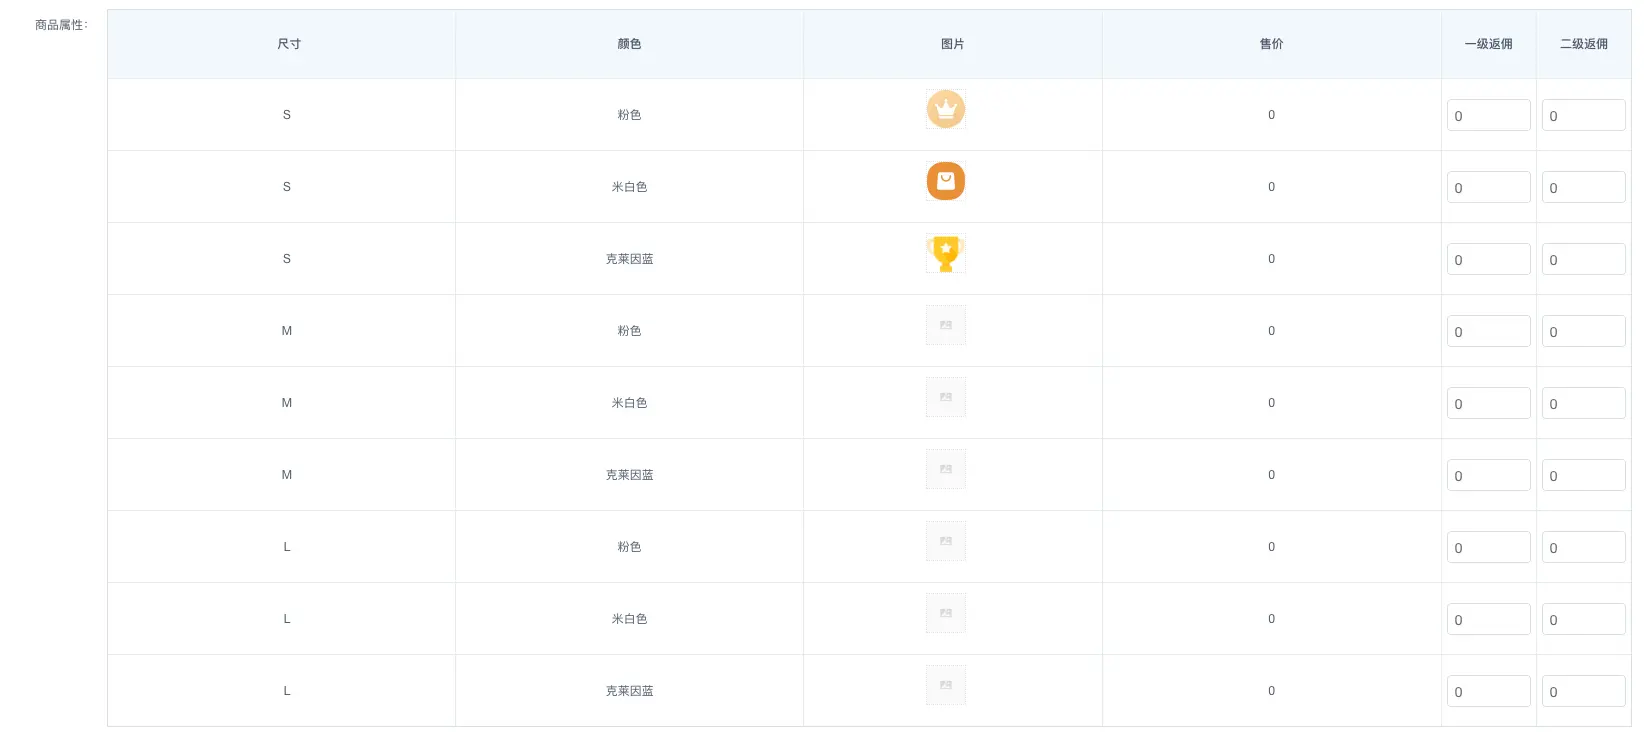 商品属性:
尺寸 颜色 图片 售价 一级返佣 二级返佣
S 粉色 0 0 0
S 米白色 0 0 0
S 克莱因蓝 0 0 0
M 粉色 0 0 0
M 米白色 0 0 0
M 克莱因蓝 0 0 0
L 粉色 0 0 0
L 米白色 0 0 0
L 克莱因蓝 0 0 0